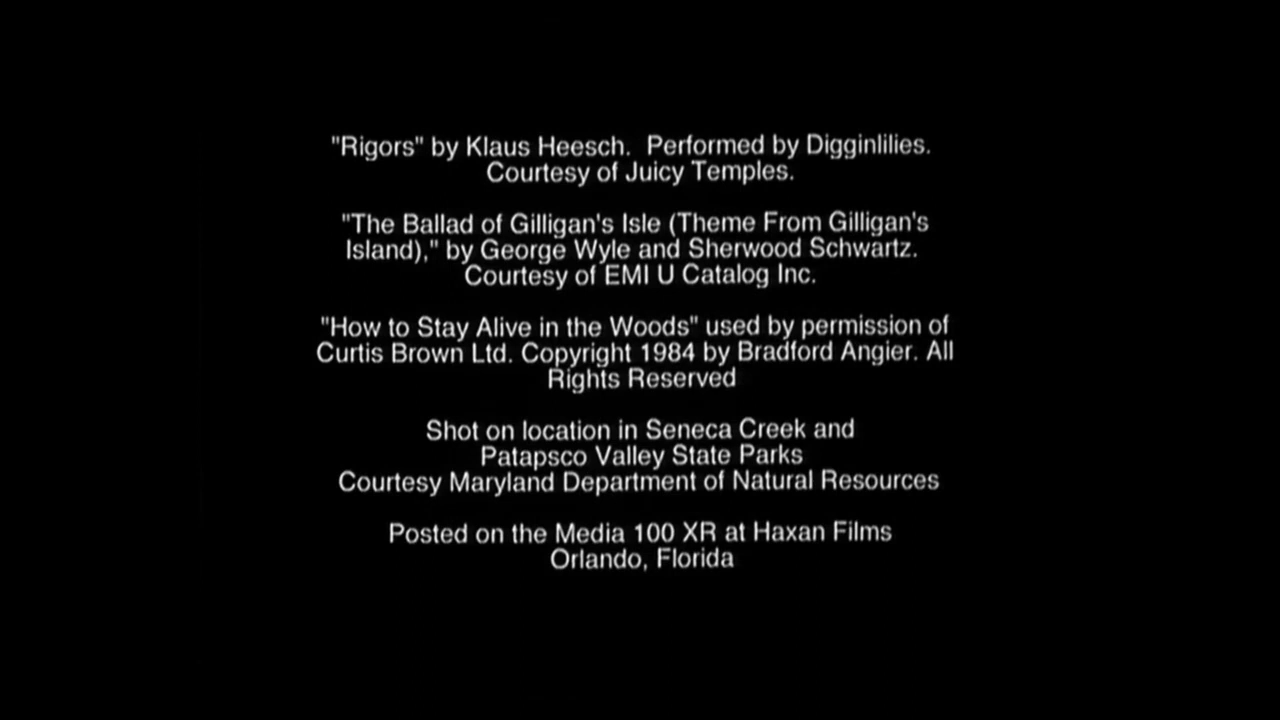 "Rigors" by Klaus Heesch.  Performed by Digginlilies.
Courtesy of Juicy Temples.
"The Ballad of Gilligan's Isle (Theme From Gilligan's
Island)," by George Wyle and Sherwood Schwartz.
Courtesy of EMI U Catalog Inc.
"How to Stay Alive in the Woods" used by permission of
Curtis Brown Ltd. Copyright 1984 by Bradford Angier. All
Rights Reserved
Shot on location in Seneca Creek and
Patapsco Valley State Parks
Courtesy Maryland Department of Natural Resources
Posted on the Media 100 XR at Haxan Films
Orlando, Florida